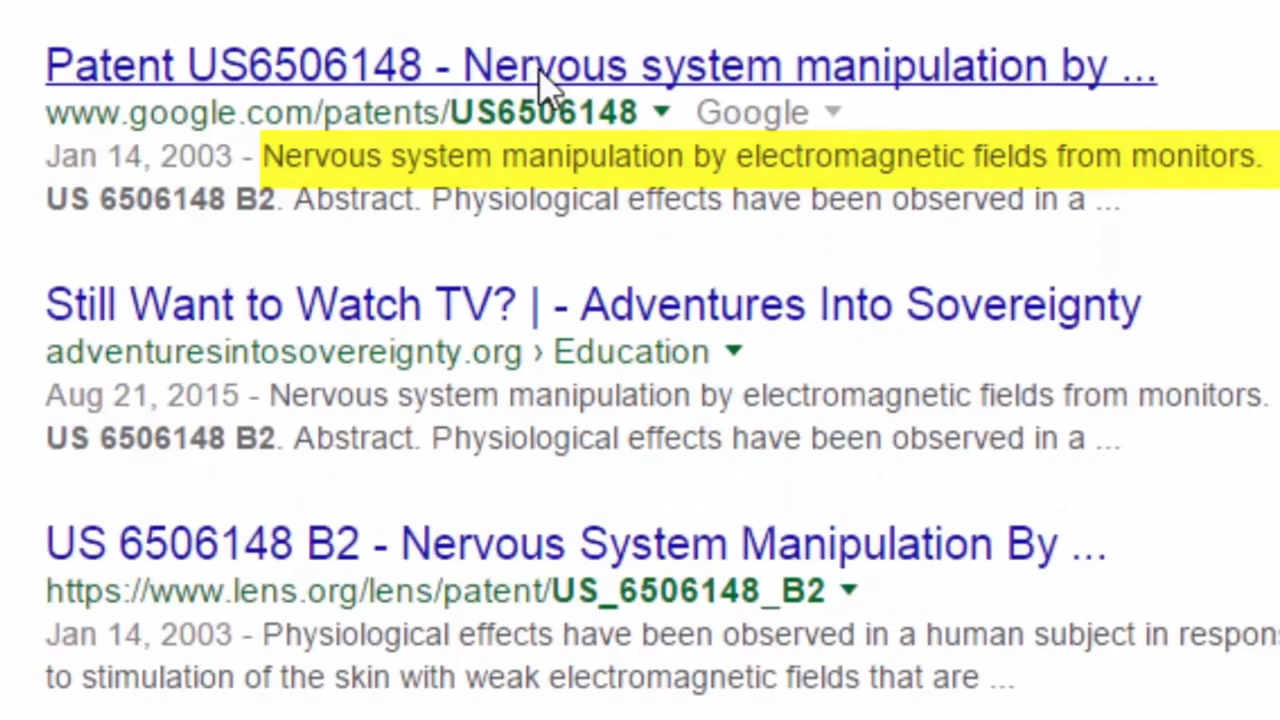 Patent US6506148 - Nervous system manipulation by ...
www.google.com/patents/US6506148 Google
Jan 14, 2003 - Nervous system manipulation by electromagnetic fields from monitors.
US 6506148 B2. Abstract. Physiological effects have been observed in a ...
Still Want to Watch TV? | - Adventures Into Sovereignty
adventuresintosovereignty.org › Education
Aug 21, 2015 - Nervous system manipulation by electromagnetic fields from monitors.
US 6506148 B2. Abstract. Physiological effects have been observed in a ...
US 6506148 B2 - Nervous System Manipulation By ...
https://www.lens.org/lens/patent/US_6506148_B2
Jan 14, 2003 - Physiological effects have been observed in a human subject in respons
to stimulation of the skin with weak electromagnetic fields that are ...